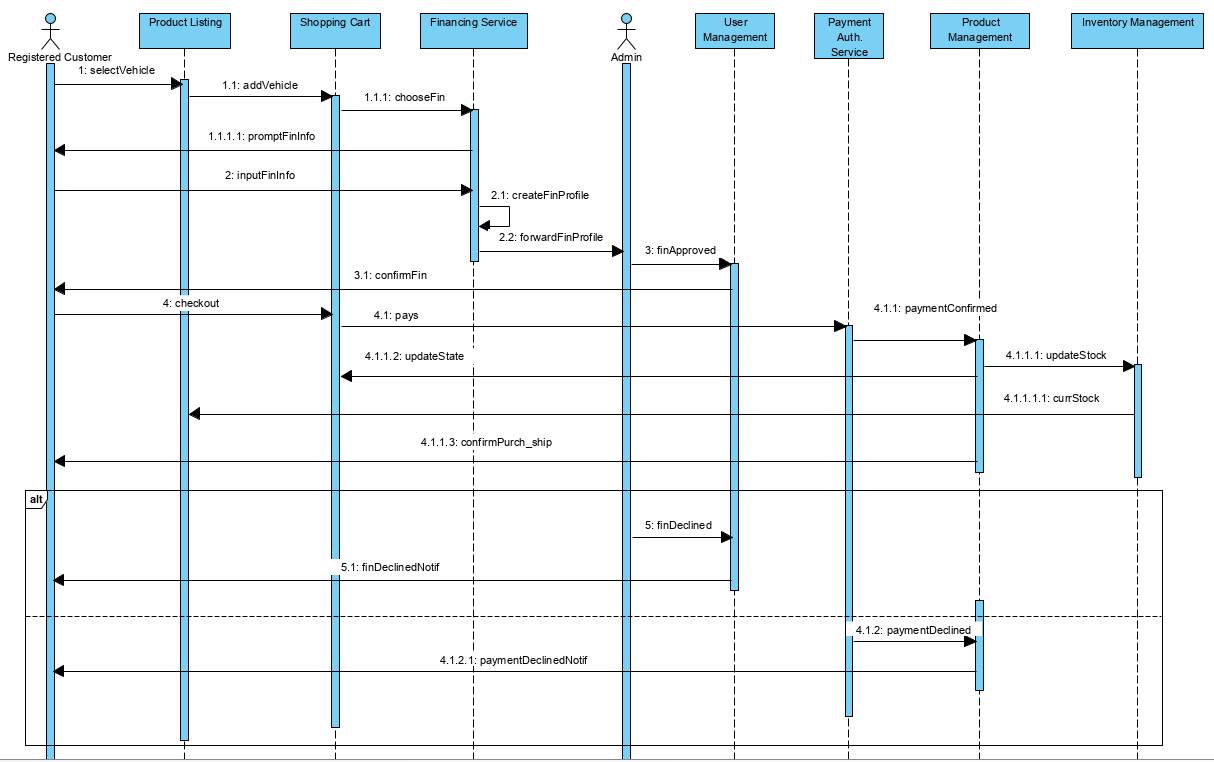 Product Listing
Shopping Cart
Financing Service
User
Management
Payment
Auth.
Service
Product
Management
Inventory Management
Registered Customer
Admin
1: selectVehicle
1.1: addVehicle
1.1.1: chooseFin
1.1.1.1: promptFinInfo
2: inputFinInfo
2.1: createFinProfile
2.2: forwardFinProfile
3: finApproved
3.1: confirmFin
4: checkout
4.1: pays
4.1.1: paymentConfirmed
4.1.1.2: updateState
4.1.1.1: updateStock
4.1.1.1.1: currStock
4.1.1.3: confirmPurch_ship
alt
5: finDeclined
5.1: finDeclinedNotif
4.1.2: paymentDeclined
4.1.2.1: paymentDeclinedNotif